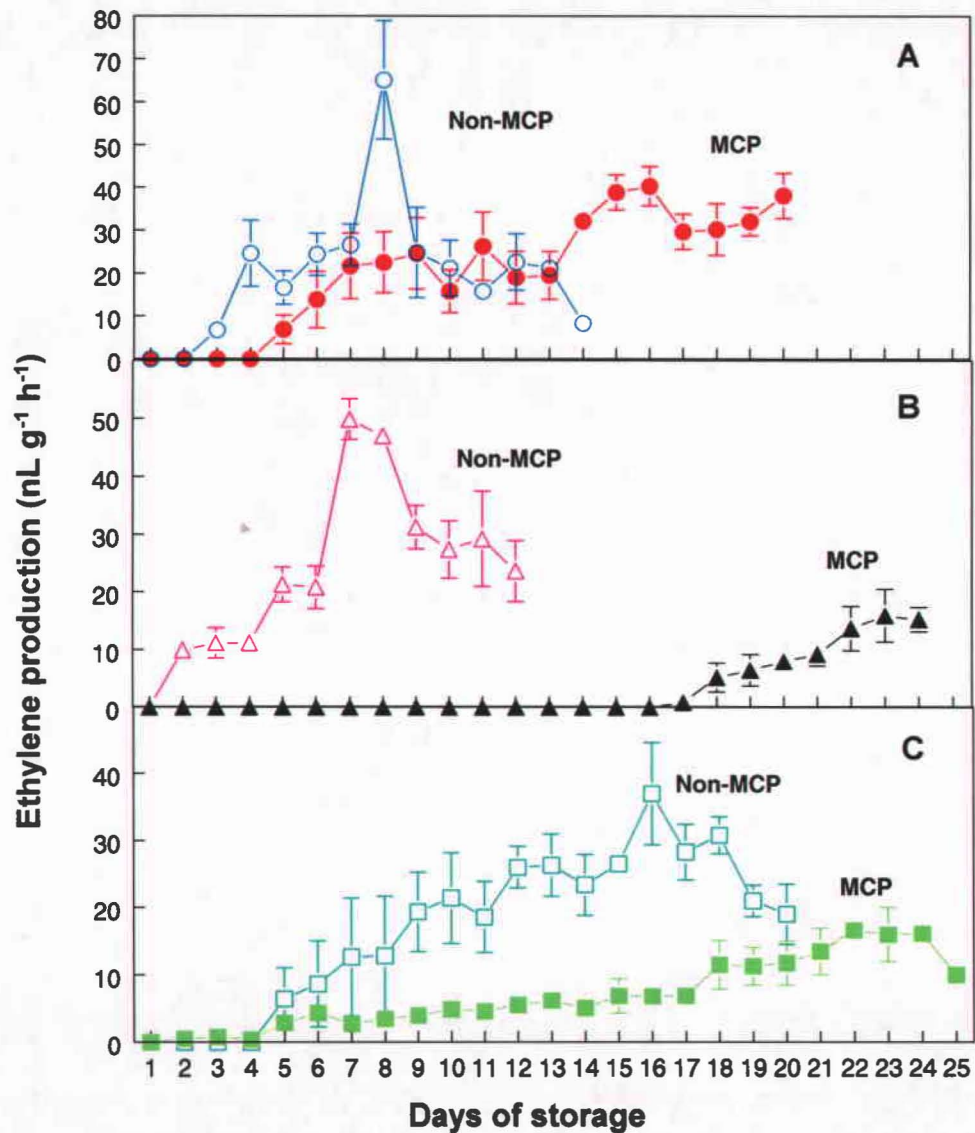 80
70
60
50
40
30
20
10
0
A
Non-MCP
MCP
50
40
30
20
10
0
B
Non-MCP
MCP
40
30
20
10
0
C
Non-MCP
MCP
1 2 3 4 5 6 7 8 9 10 11 12 13 14 15 16 17 18 19 20 21 22 23 24 25
Days of storage
Ethylene production (nL g⁻¹ h⁻¹)